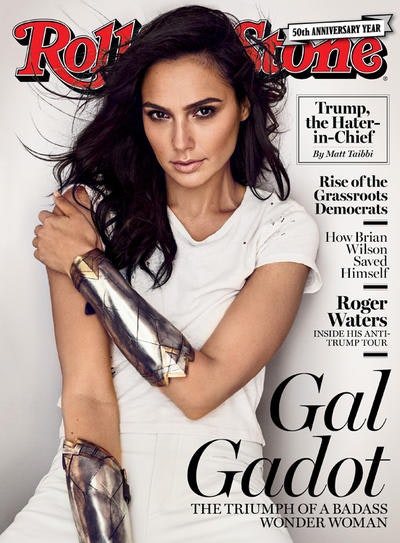 Rolling Stone
50th ANNIVERSARY YEAR
Trump,
the Hater-
in-Chief
By Matt Taibbi
Rise of the
Grassroots
Democrats
How Brian
Wilson
Saved
Himself
Roger
Waters
INSIDE HIS ANTI-
TRUMP TOUR
Gal
Gadot
THE TRIUMPH OF A BADASS
WONDER WOMAN